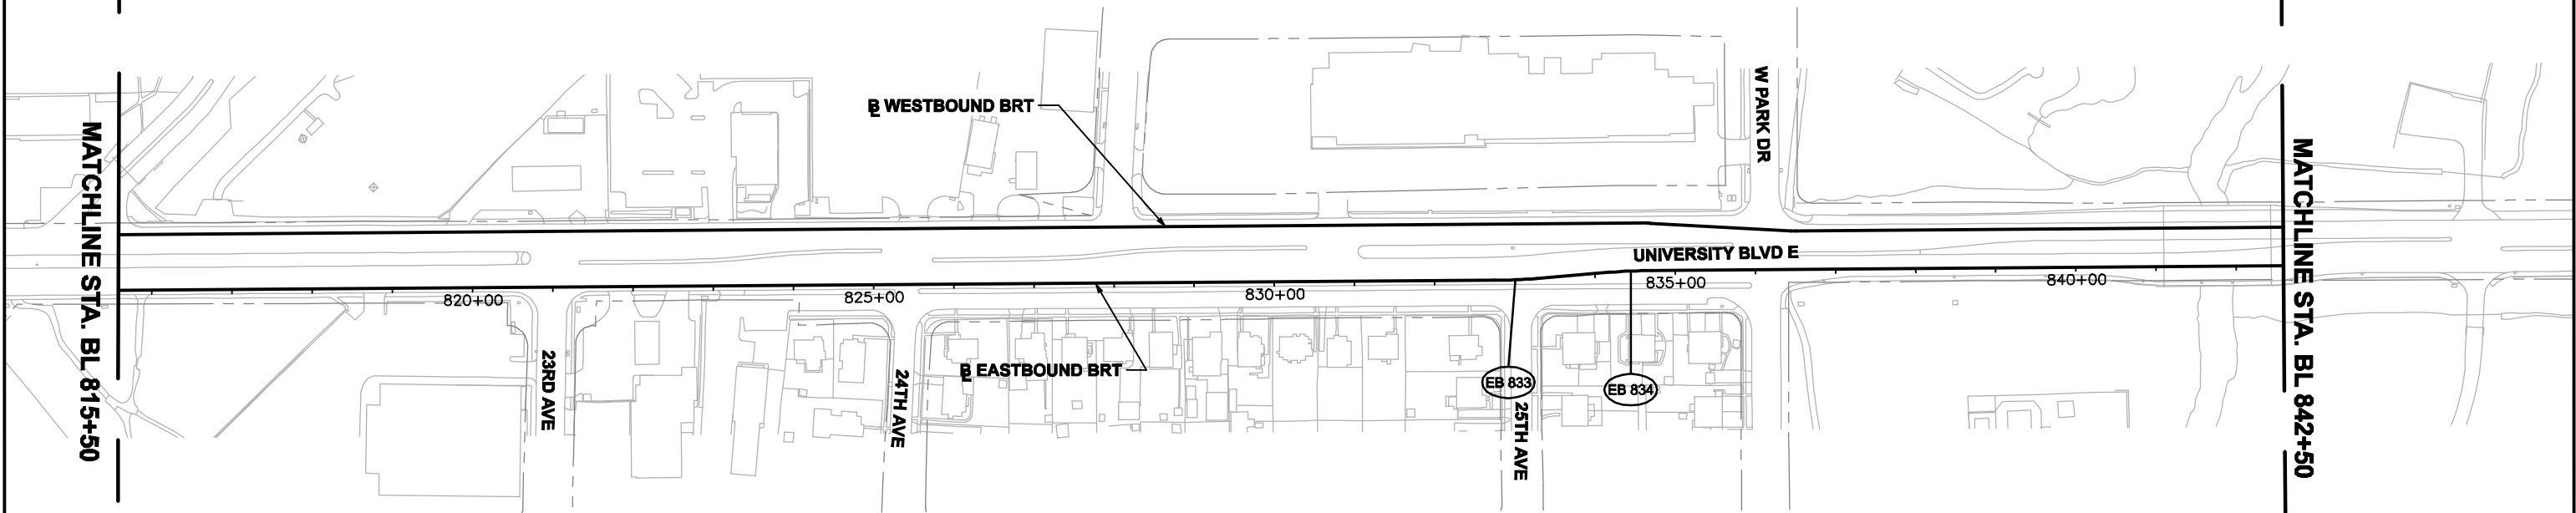 MATCHLINE STA. BL 815+50
BL WESTBOUND BRT
W PARK DR
UNIVERSITY BLVD E
820+00
825+00
830+00
835+00
840+00
23RD AVE
24TH AVE
BL EASTBOUND BRT
EB 833
25TH AVE
EB 834
MATCHLINE STA. BL 842+50